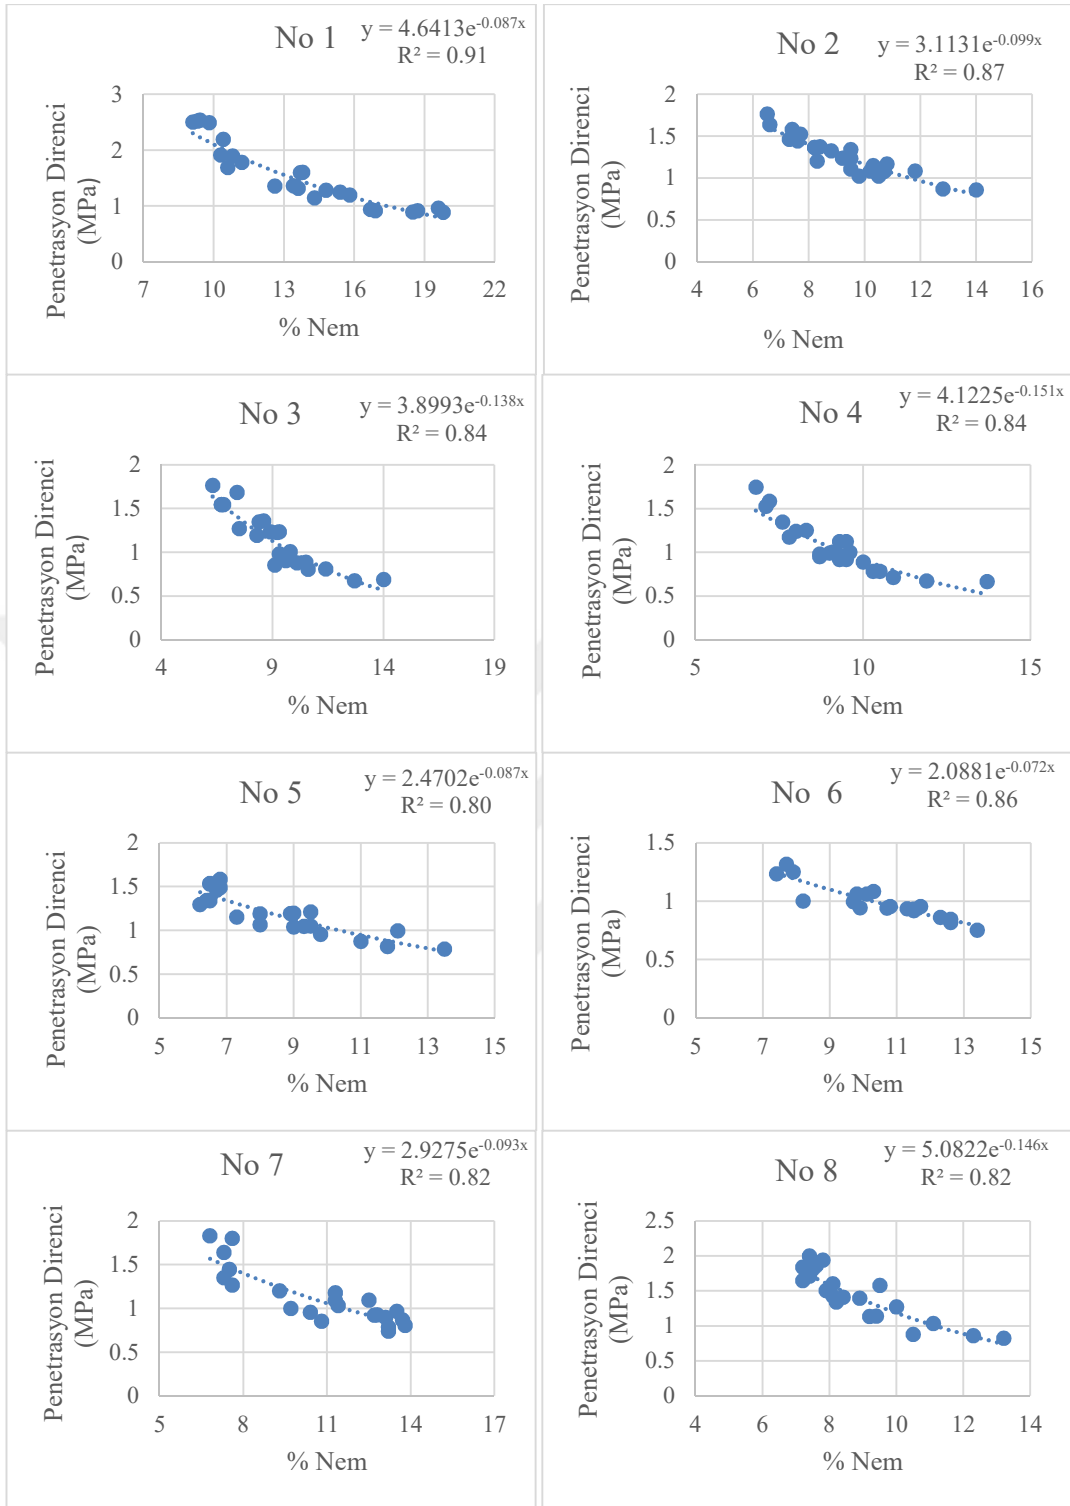 No 1
y = 4.6413e^-0.087x
R² = 0.91
Penetrasyon Direnci
(MPa)
3
2
1
0
7 10 13 16 19 22
% Nem
No 2
y = 3.1131e^-0.099x
R² = 0.87
Penetrasyon Direnci
(MPa)
2
1.5
1
0.5
0
4 6 8 10 12 14 16
% Nem
No 3
y = 3.8993e^-0.138x
R² = 0.84
Penetrasyon Direnci
(MPa)
2
1.5
1
0.5
0
4 9 14 19
% Nem
No 4
y = 4.1225e^-0.151x
R² = 0.84
Penetrasyon Direnci
(MPa)
2
1.5
1
0.5
0
5 10 15
% Nem
No 5
y = 2.4702e^-0.087x
R² = 0.80
Penetrasyon Direnci
(MPa)
2
1.5
1
0.5
0
5 7 9 11 13 15
% Nem
No 6
y = 2.0881e^-0.072x
R² = 0.86
Penetrasyon Direnci
(MPa)
1.5
1
0.5
0
5 7 9 11 13 15
% Nem
No 7
y = 2.9275e^-0.093x
R² = 0.82
Penetrasyon Direnci
(MPa)
2
1.5
1
0.5
0
5 8 11 14 17
% Nem
No 8
y = 5.0822e^-0.146x
R² = 0.82
Penetrasyon Direnci
(MPa)
2.5
2
1.5
1
0.5
0
4 6 8 10 12 14
% Nem